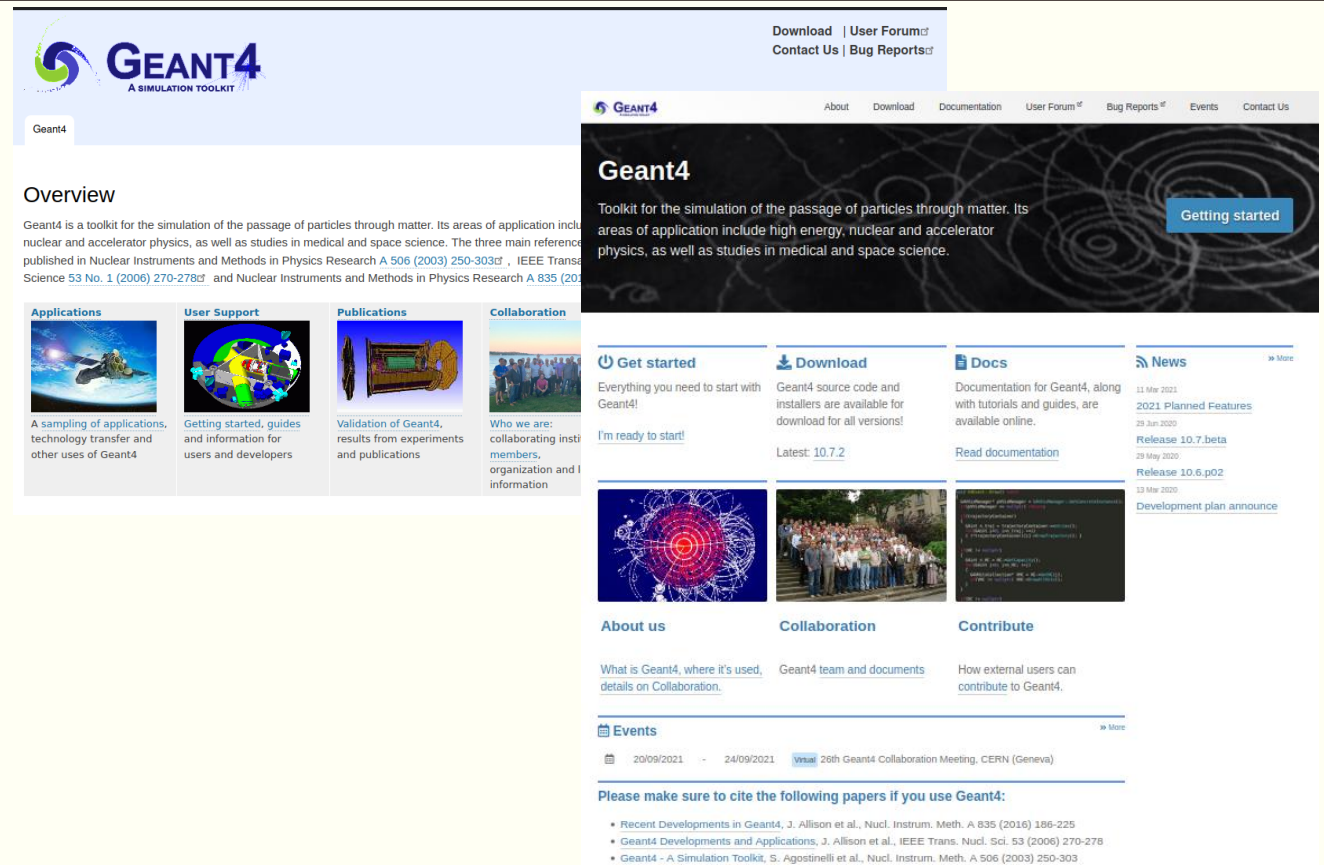 GEANT4
A SIMULATION TOOLKIT
Download | User Forum
Contact Us | Bug Reports
Geant4
Overview
Geant4 is a toolkit for the simulation of the passage of particles through matter. Its areas of application
nuclear and accelerator physics, as well as studies in medical and space science. The three main
published in Nuclear Instruments and Methods in Physics Research A 506 (2003) 250-303 , IEEE
Science 53 No. 1 (2006) 270-278 and Nuclear Instruments and Methods in Physics Research A 835
Applications
User Support
Publications
Collaboration
A sampling of applications,
technology transfer and
other uses of Geant4
Getting started, guides
and information for
users and developers
Validation of Geant4,
results from experiments
and publications
Who we are:
collaborating
members,
organization and
information
GEANT4
About
Download
Documentation
User Forum
Bug Reports
Events
Contact Us
Geant4
Toolkit for the simulation of the passage of particles through matter. Its
areas of application include high energy, nuclear and accelerator
physics, as well as studies in medical and space science.
Getting started
Get started
Everything you need to start with
Geant4!
I'm ready to start!
Download
Geant4 source code and
installers are available for
download for all versions!
Latest: 10.7.2
Docs
Documentation for Geant4, along
with tutorials and guides, are
available online.
Read documentation
News
» More
11 Mar 2021
2021 Planned Features
29 Jun 2020
Release 10.7.beta
29 May 2020
Release 10.6.p02
13 Mar 2020
Development plan announce
About us
What is Geant4, where it's used,
details on Collaboration.
Collaboration
Geant4 team and documents
Contribute
How external users can
contribute to Geant4.
Events
» More
20/09/2021 - 24/09/2021 Virtual 26th Geant4 Collaboration Meeting, CERN (Geneva)
Please make sure to cite the following papers if you use Geant4:
• Recent Developments in Geant4, J. Allison et al., Nucl. Instrum. Meth. A 835 (2016) 186-225
• Geant4 Developments and Applications, J. Allison et al., IEEE Trans. Nucl. Sci. 53 (2006) 270-278
• Geant4 - A Simulation Toolkit, S. Agostinelli et al., Nucl. Instrum. Meth. A 506 (2003) 250-303